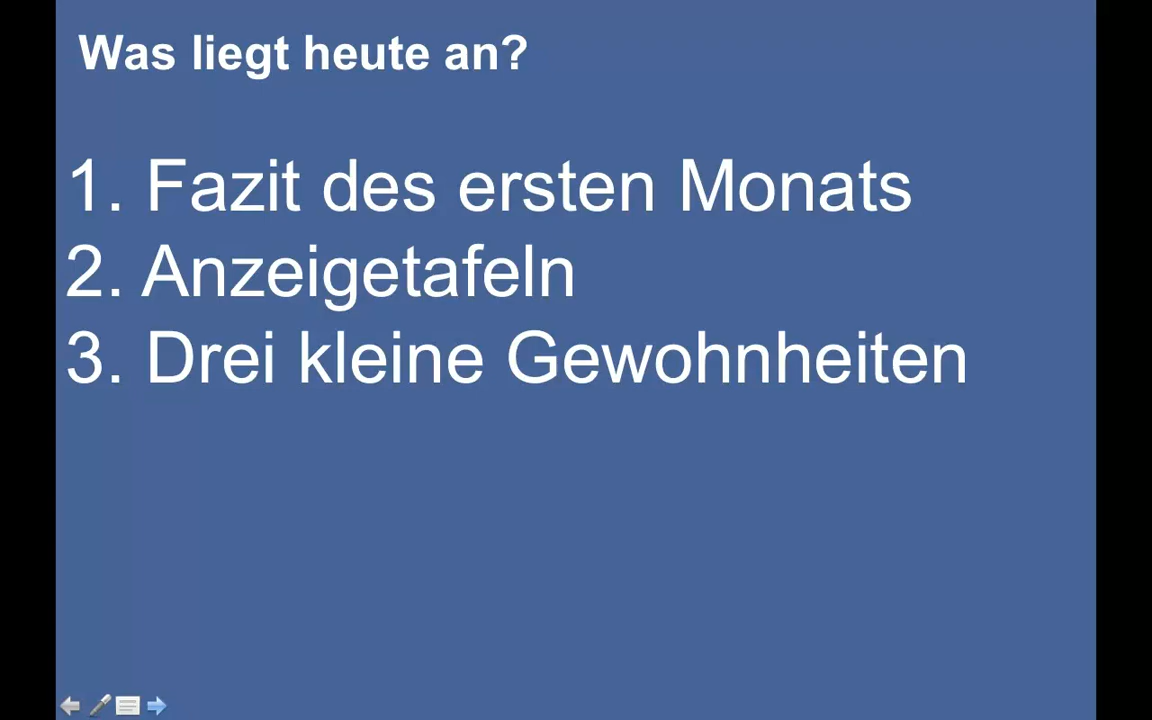 Was liegt heute an?
1. Fazit des ersten Monats
2. Anzeigetafeln
3. Drei kleine Gewohnheiten